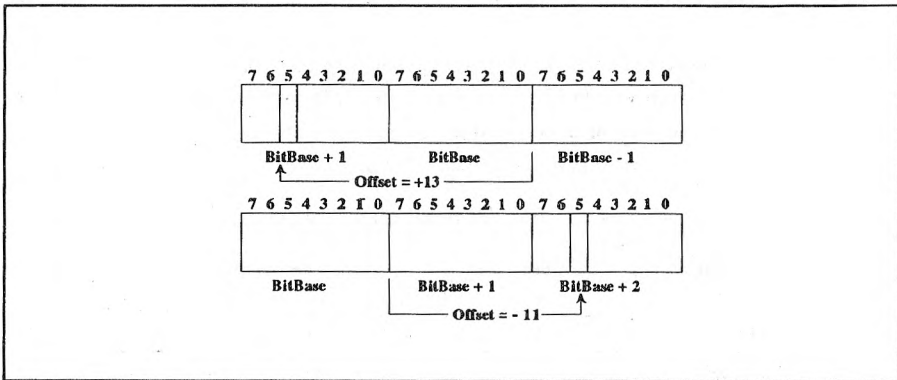 7 6 5 4 3 2 1 0 7 6 5 4 3 2 1 0 7 6 5 4 3 2 1 0
BitBase + 1 BitBase BitBase - 1
Offset = +13
7 6 5 4 3 2 1 0 7 6 5 4 3 2 1 0 7 6 5 4 3 2 1 0
BitBase BitBase + 1 BitBase + 2
Offset = - 11